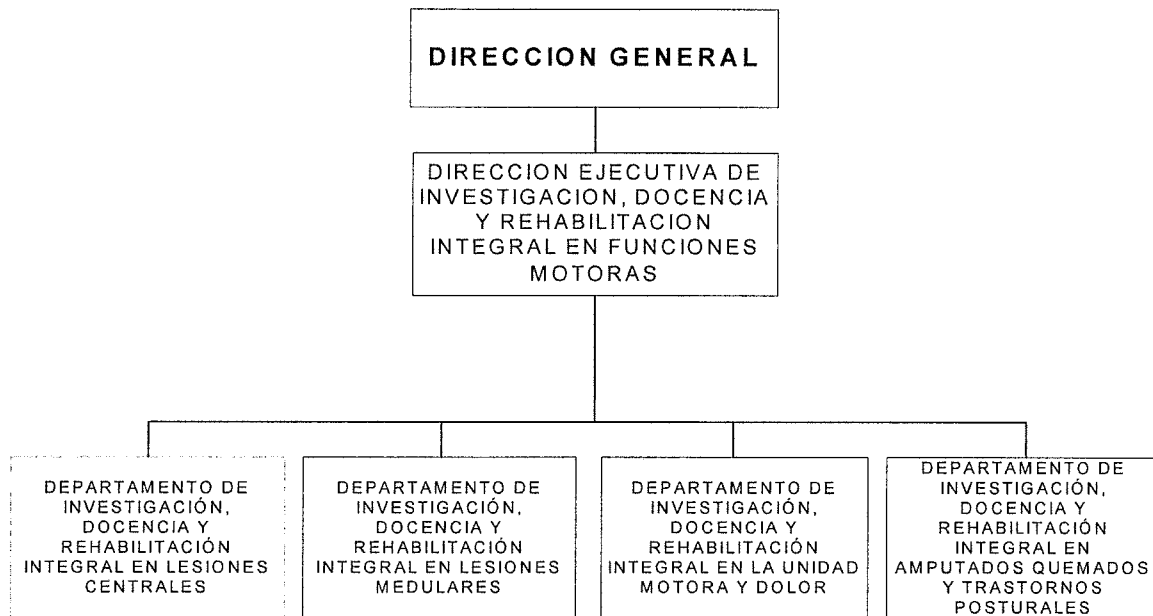 DIRECCION GENERAL
DIRECCION EJECUTIVA DE
INVESTIGACION, DOCENCIA
Y REHABILITACION
INTEGRAL EN FUNCIONES
MOTORAS
DEPARTAMENTO DE
INVESTIGACIÓN,
DOCENCIA Y
REHABILITACIÓN
INTEGRAL EN LESIONES
CENTRALES
DEPARTAMENTO DE
INVESTIGACIÓN,
DOCENCIA Y
REHABILITACIÓN
INTEGRAL EN LESIONES
MEDULARES
DEPARTAMENTO DE
INVESTIGACIÓN,
DOCENCIA Y
REHABILITACIÓN
INTEGRAL EN LA UNIDAD
MOTORA Y DOLOR
DEPARTAMENTO DE
INVESTIGACIÓN,
DOCENCIA Y
REHABILITACIÓN
INTEGRAL EN
AMPUTADOS QUEMADOS
Y TRASTORNOS
POSTURALES